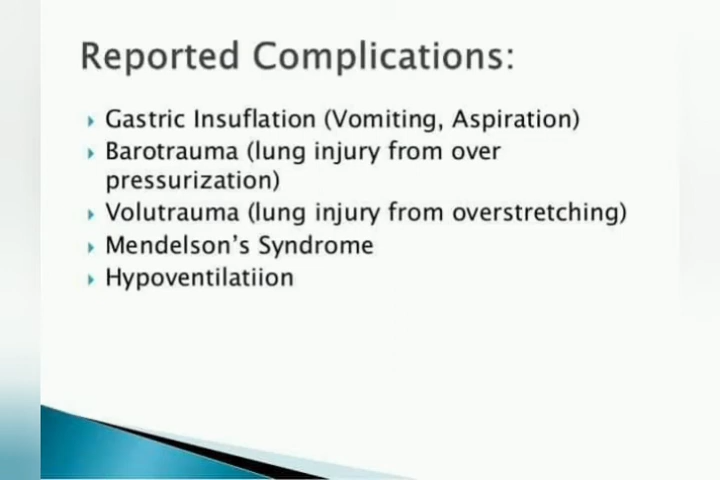 Reported Complications:
Gastric Insuflation (Vomiting, Aspiration)
Barotrauma (lung injury from over
pressurization)
Volutrauma (lung injury from overstretching)
Mendelson's Syndrome
Hypoventilatiion